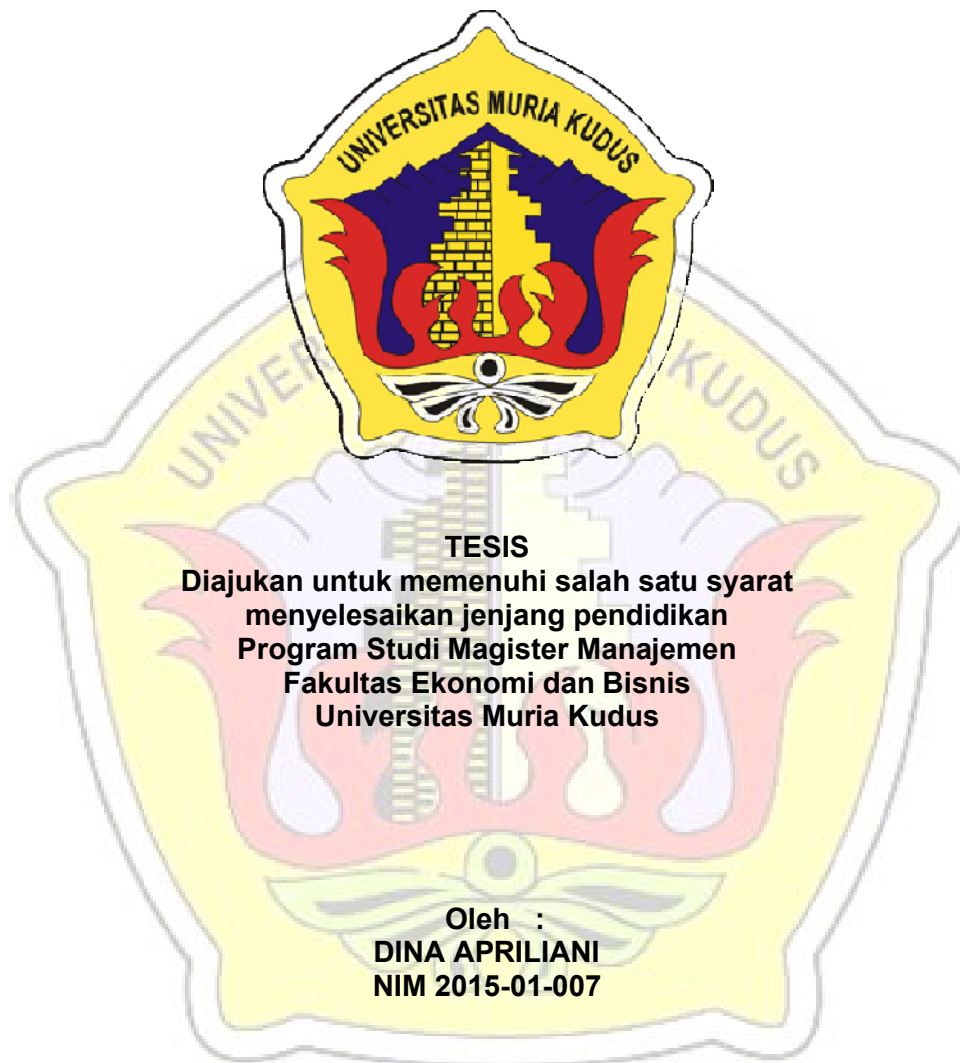 UNIVERSITAS MURIA KUDUS
TESIS
Diajukan untuk memenuhi salah satu syarat
menyelesaikan jenjang pendidikan
Program Studi Magister Manajemen
Fakultas Ekonomi dan Bisnis
Universitas Muria Kudus
Oleh :
DINA APRILIANI
NIM 2015-01-007